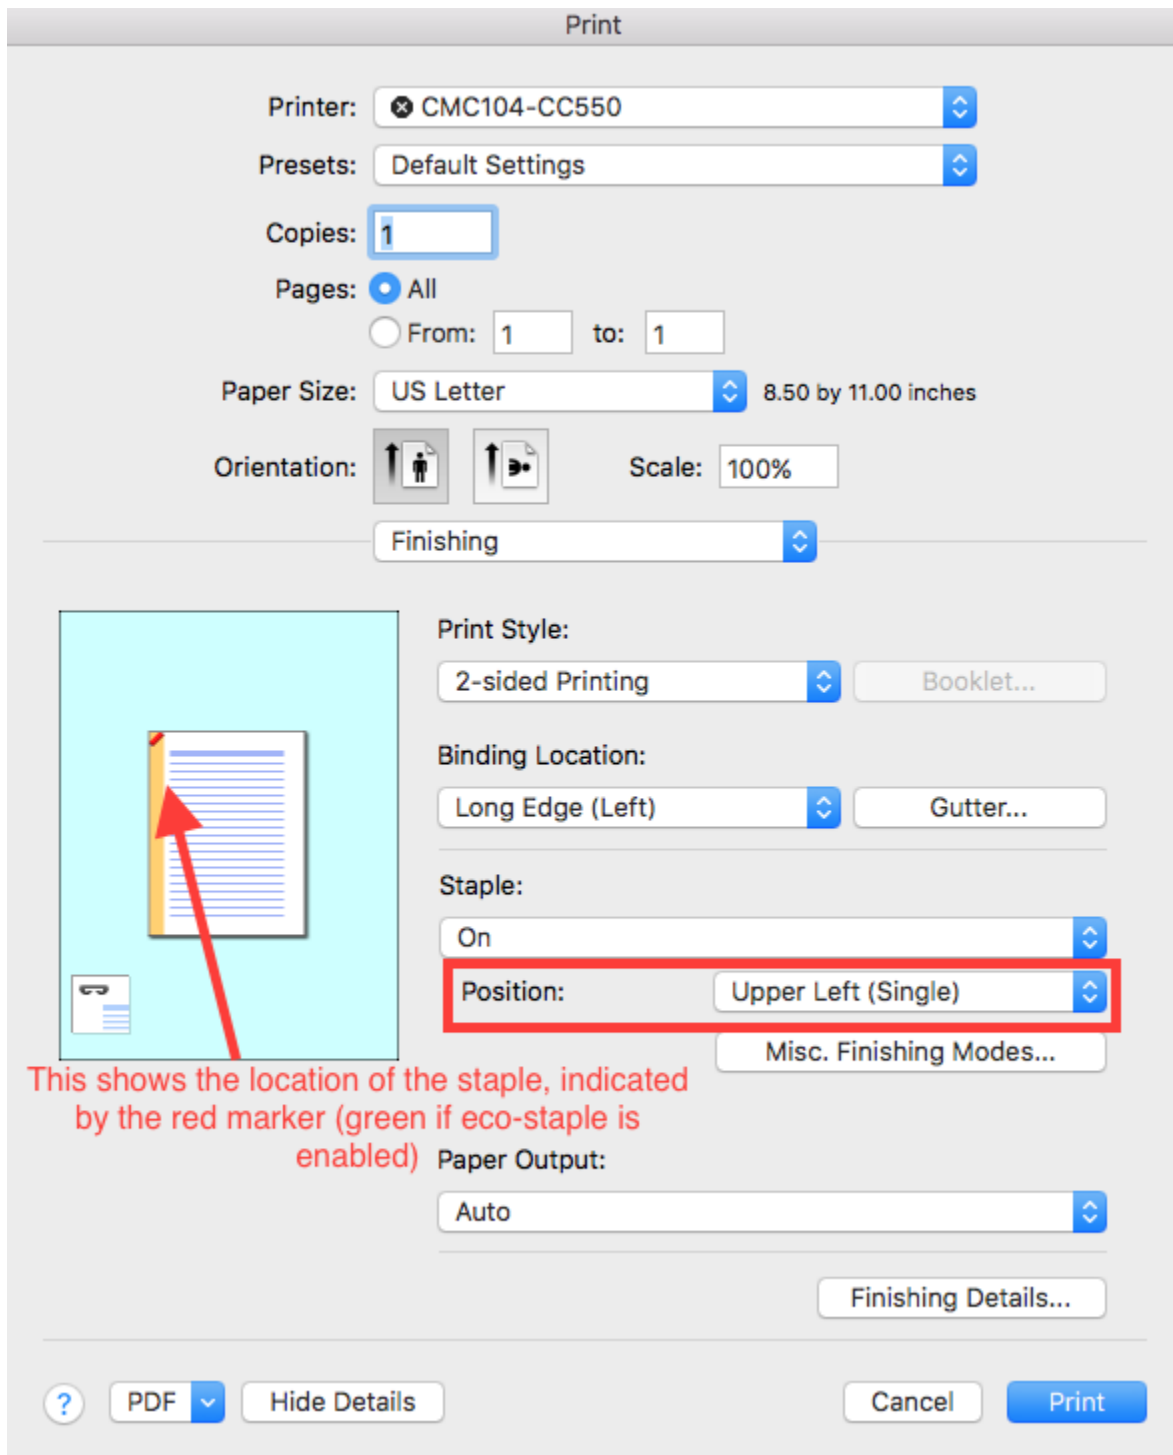 Print
Printer: CMC104-CC550
Presets: Default Settings
Copies: 1
Pages: All
From: 1 to: 1
Paper Size: US Letter 8.50 by 11.00 inches
Orientation: Scale: 100%
Finishing
Print Style:
2-sided Printing Booklet...
Binding Location:
Long Edge (Left) Gutter...
Staple:
On
Position: Upper Left (Single)
Misc. Finishing Modes...
This shows the location of the staple, indicated
by the red marker (green if eco-staple is
enabled)
Paper Output:
Auto
Finishing Details...
? PDF Hide Details Cancel Print